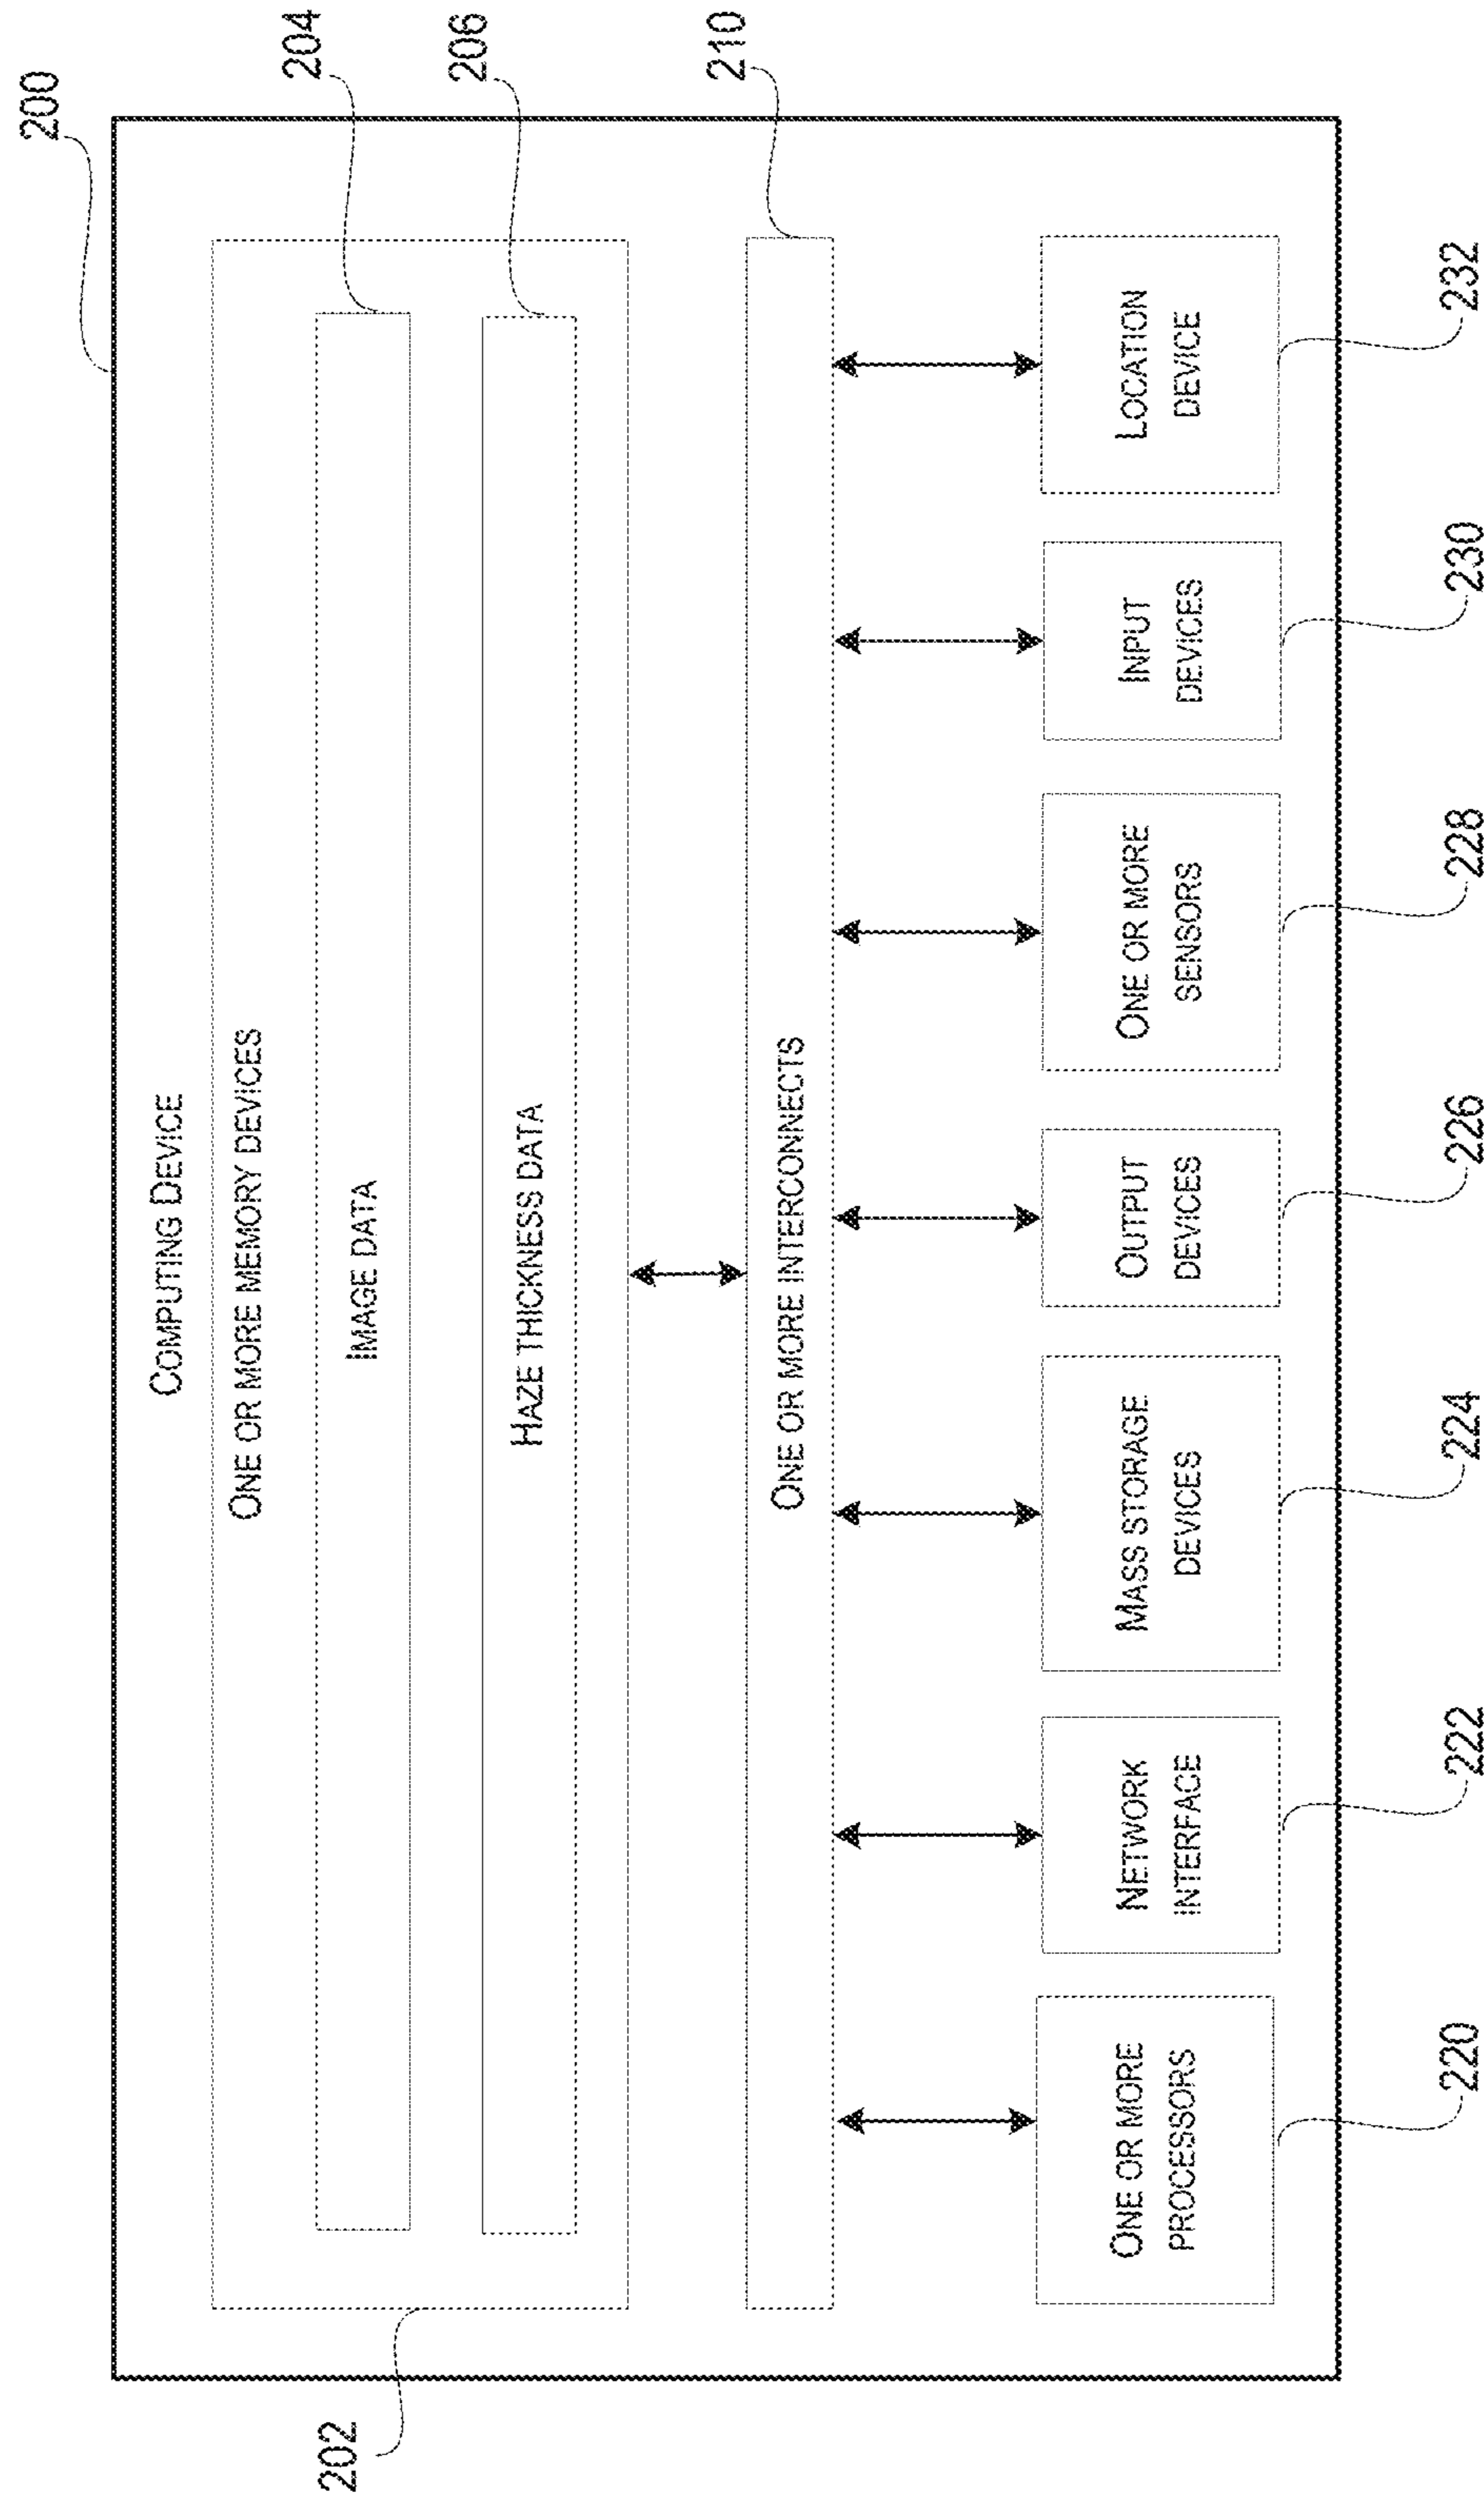 200
204
206
210
202
COMPUTING DEVICE
ONE OR MORE MEMORY DEVICES
IMAGE DATA
HAZE THICKNESS DATA
ONE OR MORE INTERCONNECTS
ONE OR MORE
PROCESSORS
NETWORK
INTERFACE
MASS STORAGE
DEVICES
OUTPUT
DEVICES
ONE OR MORE
SENSORS
INPUT
DEVICES
LOCATION
DEVICE
220
222
224
226
228
230
232